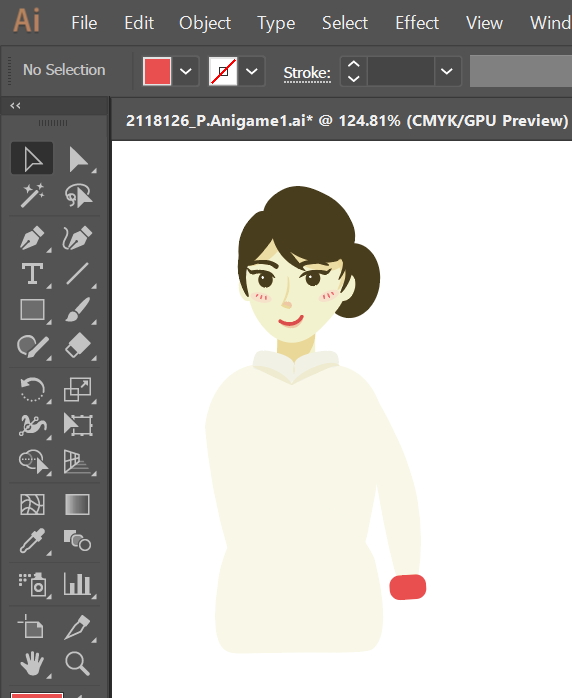 Ai File Edit Object Type Select Effect View Wind
No Selection Stroke:
2118126_P.Anigame1.ai* @ 124.81% (CMYK/GPU Preview)